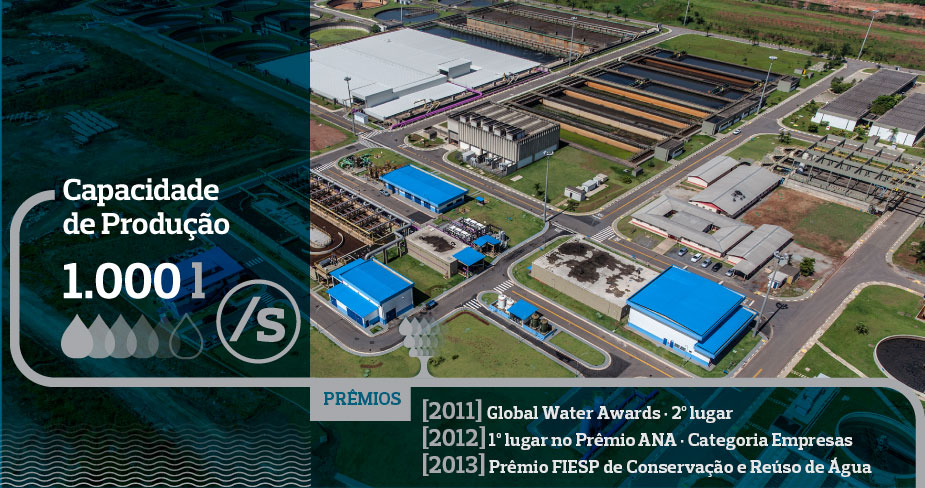 Capacidade
de Produção
1.000 l
/s
PRÊMIOS
[2011] Global Water Awards · 2º lugar
[2012] 1º lugar no Prêmio ANA · Categoria Empresas
[2013] Prêmio FIESP de Conservação e Reúso de Água